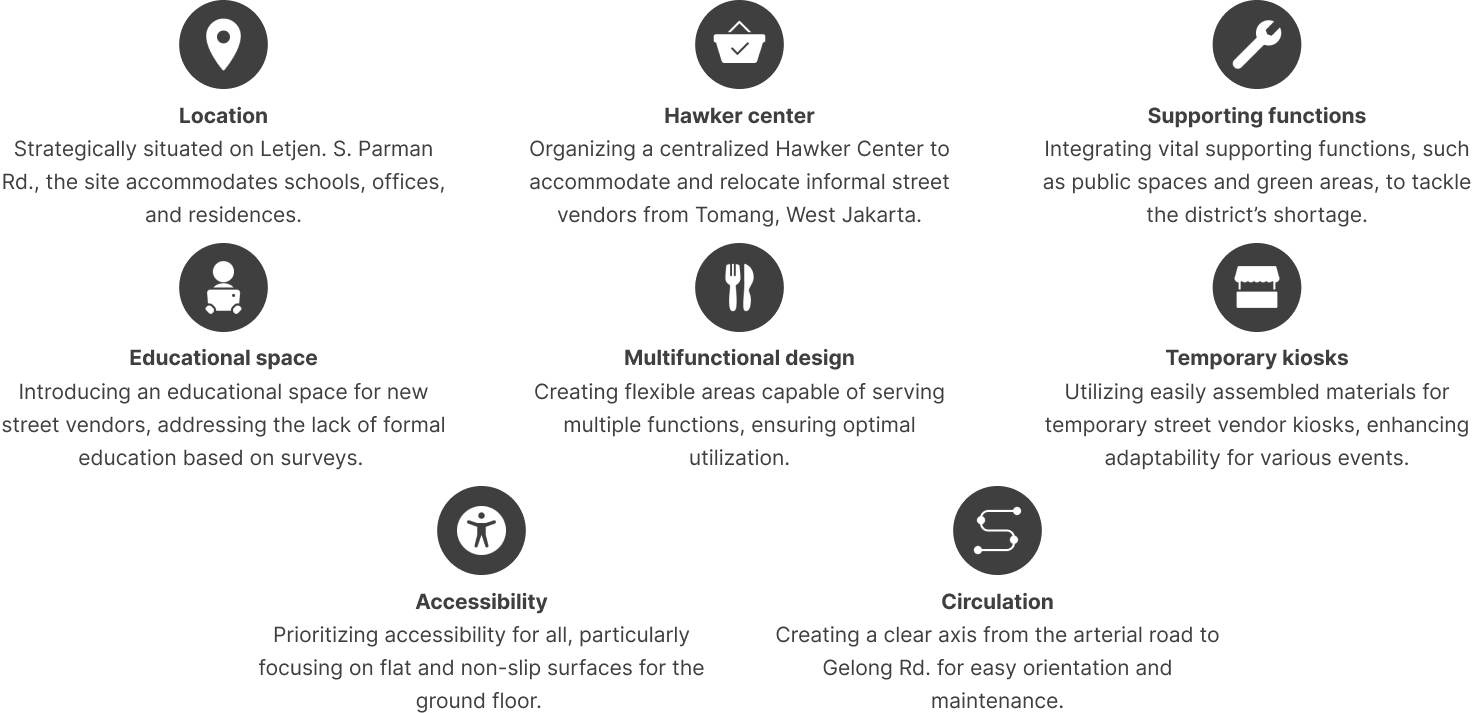 Location
Strategically situated on Letjen. S. Parman
Rd., the site accommodates schools, offices,
and residences.
Hawker center
Organizing a centralized Hawker Center to
accommodate and relocate informal street
vendors from Tomang, West Jakarta.
Supporting functions
Integrating vital supporting functions, such
as public spaces and green areas, to tackle
the district’s shortage.
Educational space
Introducing an educational space for new
street vendors, addressing the lack of formal
education based on surveys.
Multifunctional design
Creating flexible areas capable of serving
multiple functions, ensuring optimal
utilization.
Temporary kiosks
Utilizing easily assembled materials for
temporary street vendor kiosks, enhancing
adaptability for various events.
Accessibility
Prioritizing accessibility for all, particularly
focusing on flat and non-slip surfaces for the
ground floor.
Circulation
Creating a clear axis from the arterial road to
Gelong Rd. for easy orientation and
maintenance.